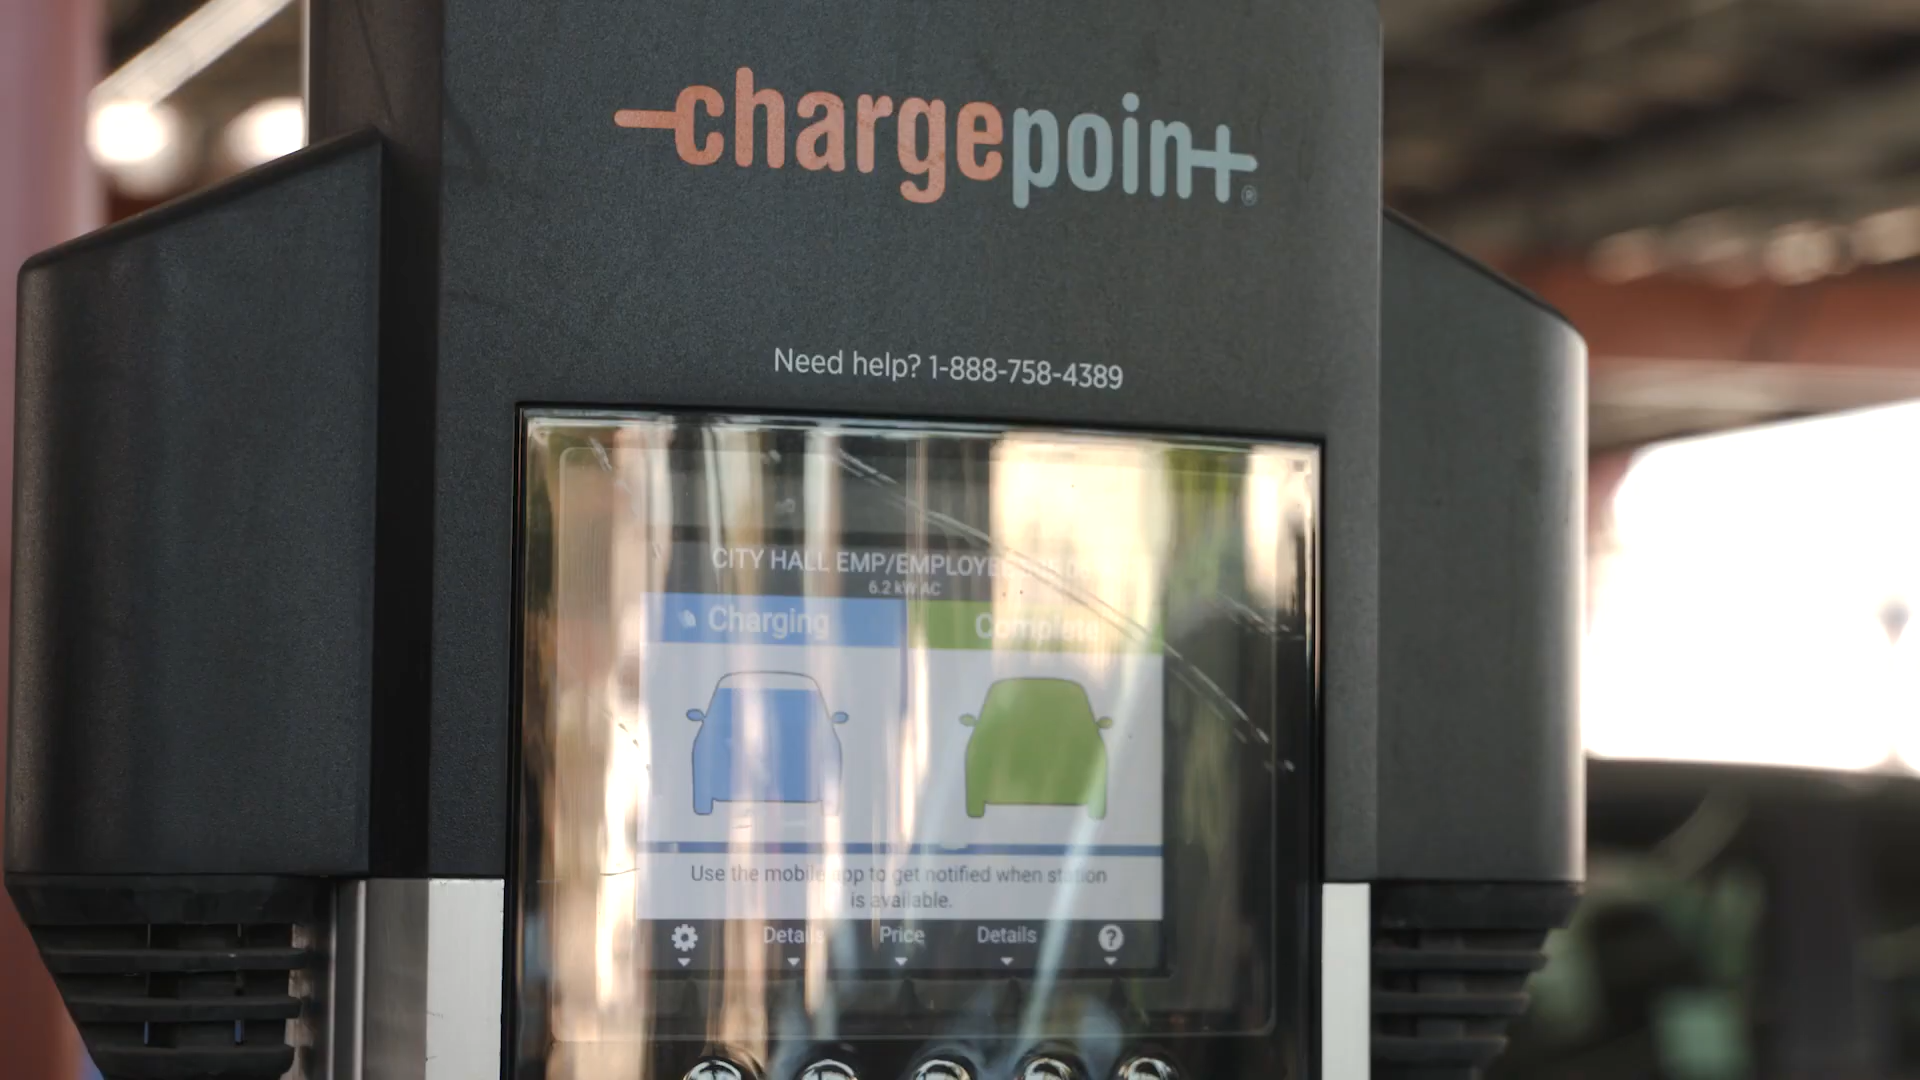 chargepoint®
Need help? 1-888-758-4389
CITY HALL EMP/EMPLOYEE
6.2 kW AC
Charging
Complete
Use the mobile app to get notified when station
is available.
Details Price Details ?